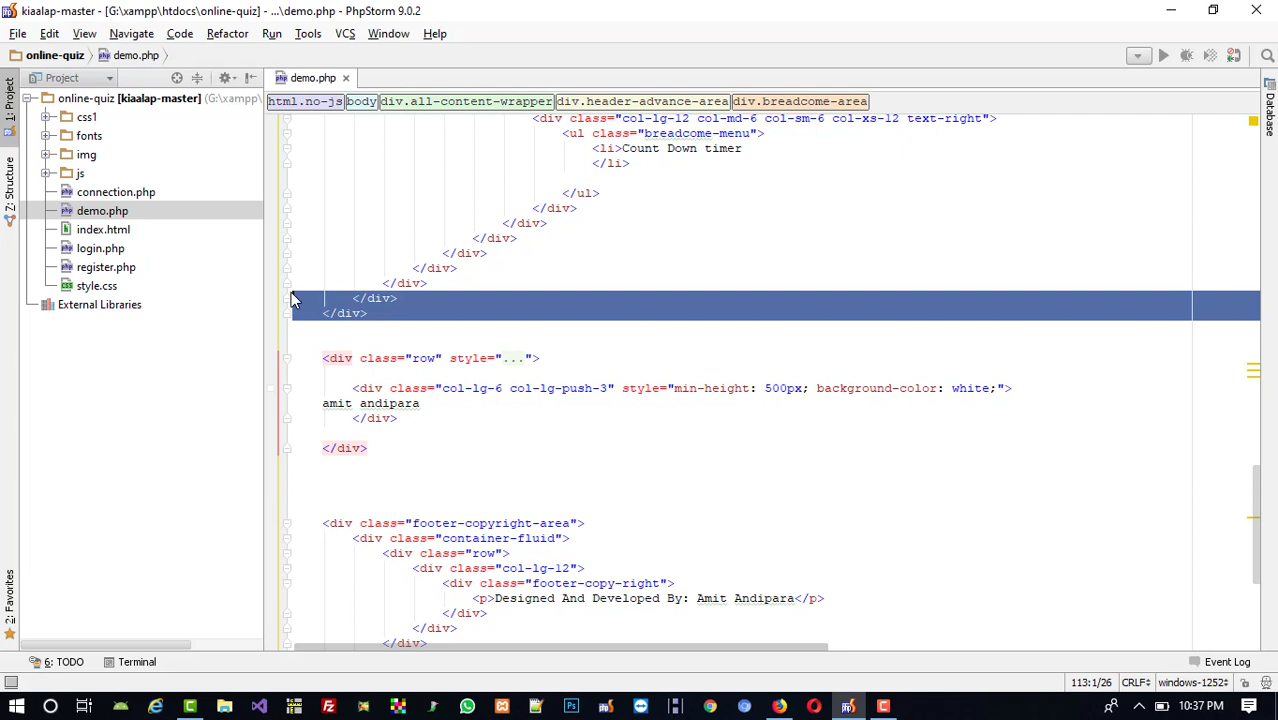 kiaalap-master - [G:\xampp\htdocs\online-quiz] - ...\demo.php - PhpStorm 9.0.2
File Edit View Navigate Code Refactor Run Tools VCS Window Help
online-quiz demo.php
Project demo.php
html.no-js body div.all-content-wrapper div.header-advance-area div.breadcome-area
1: Project
Z: Structure
2: Favorites
Database
online-quiz [kiaalap-master] (G:\xampp\
css1
fonts
img
js
connection.php
demo.php
index.html
login.php
register.php
style.css
External Libraries
<div class="col-lg-12 col-md-6 col-sm-6 col-xs-12 text-right">
<ul class="breadcome-menu">
<li>Count Down timer
</li>
</ul>
</div>
</div>
</div>
</div>
</div>
</div>
</div>
</div>
<div class="row" style="...">
<div class="col-lg-6 col-lg-push-3" style="min-height: 500px; background-color: white;">
amit andipara
</div>
</div>
<div class="footer-copyright-area">
<div class="container-fluid">
<div class="row">
<div class="col-lg-12">
<div class="footer-copy-right">
<p>Designed And Developed By: Amit Andipara</p>
</div>
</div>
</div>
6: TODO Terminal Event Log
113:1/26 CRLF windows-1252
10:37 PM